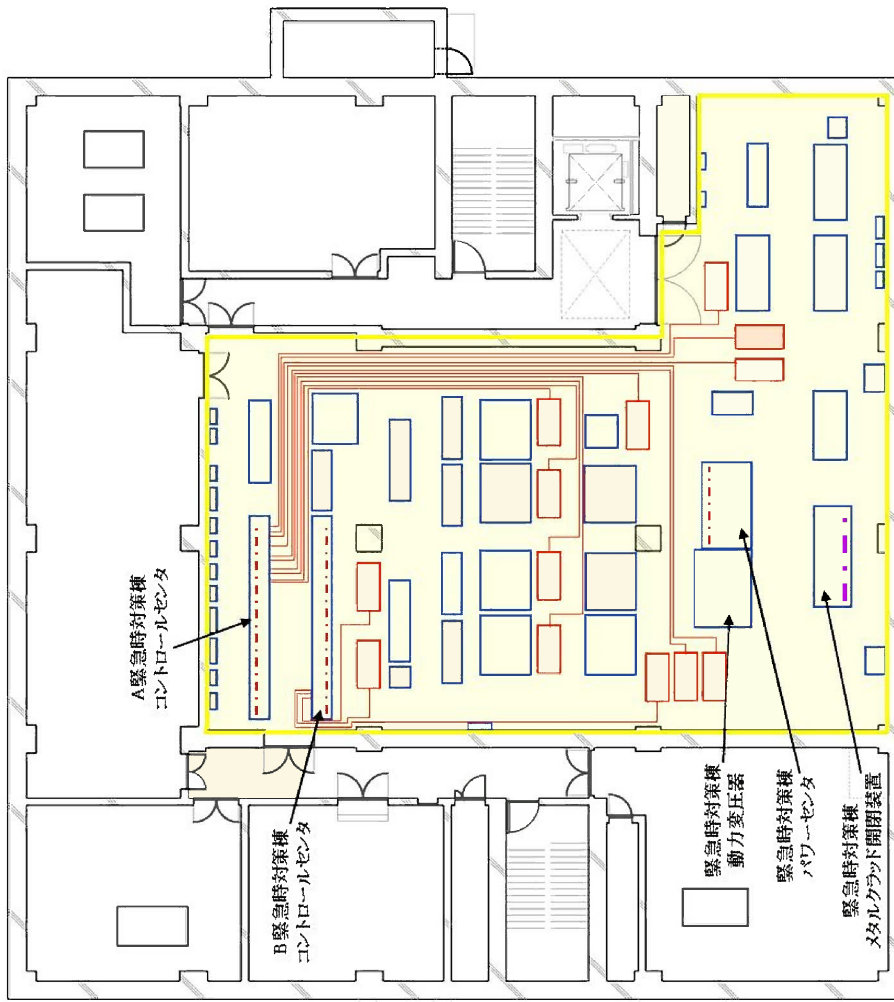 A緊急時対策棟
コントロールセンタ
B緊急時対策棟
コントロールセンタ
緊急時対策棟
動力変圧器
緊急時対策棟
パワーセンタ
緊急時対策棟
メタルクラッド開閉装置